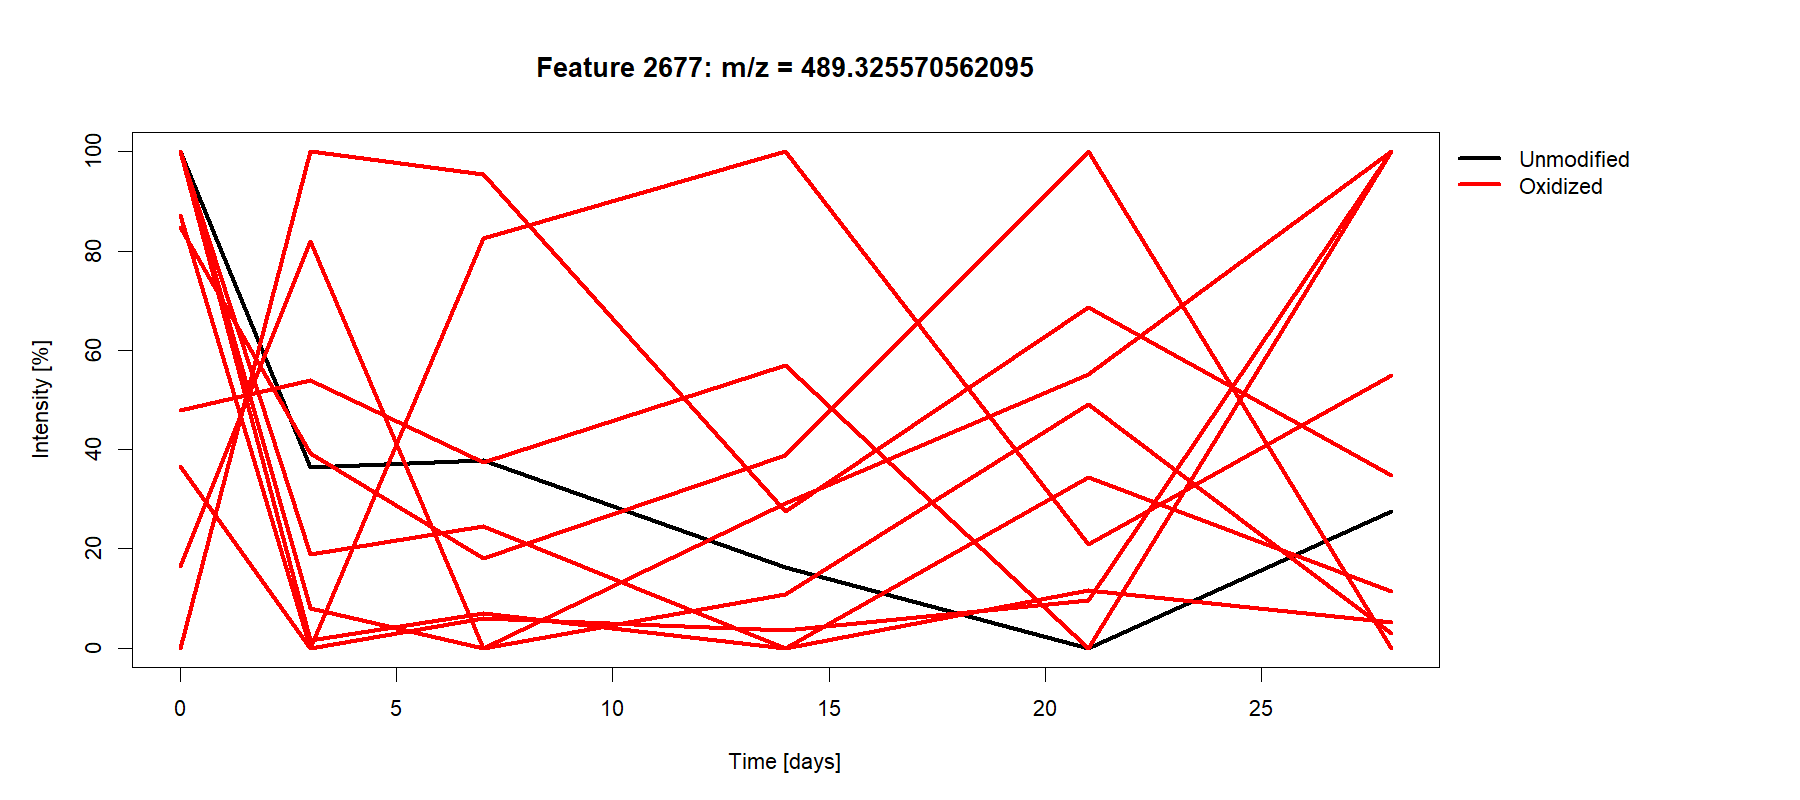 Feature 2677: m/z = 489.325570562095
Unmodified
Oxidized
Intensity [%]
100
80
60
40
20
0
0 5 10 15 20 25
Time [days]